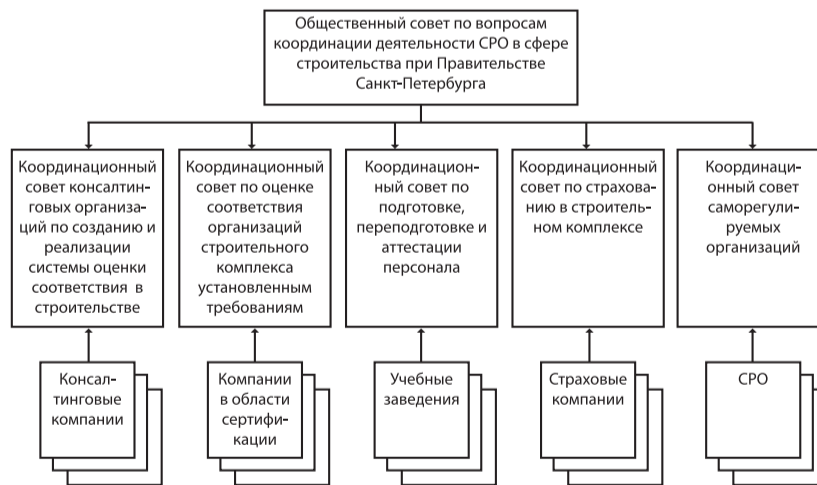 Общественный совет по вопросам
координации деятельности СРО в сфере
строительства при Правительстве
Санкт-Петербурга
Координационный
совет консалтин-
говых организа-
ций по созданию и
реализации
системы оценки
соответствия в
строительстве
Координационный
совет по оценке
соответствия
организаций
строительного
комплекса
установленным
требованиям
Координацион-
ный совет по
подготовке,
переподготовке и
аттестации
персонала
Координационный
совет по страхова-
нию в строитель-
ном комплексе
Координаци-
онный совет
саморегули-
руемых
организаций
Консал-
тинговые
компании
Компании
в области
сертифи-
кации
Учебные
заведения
Страховые
компании
СРО